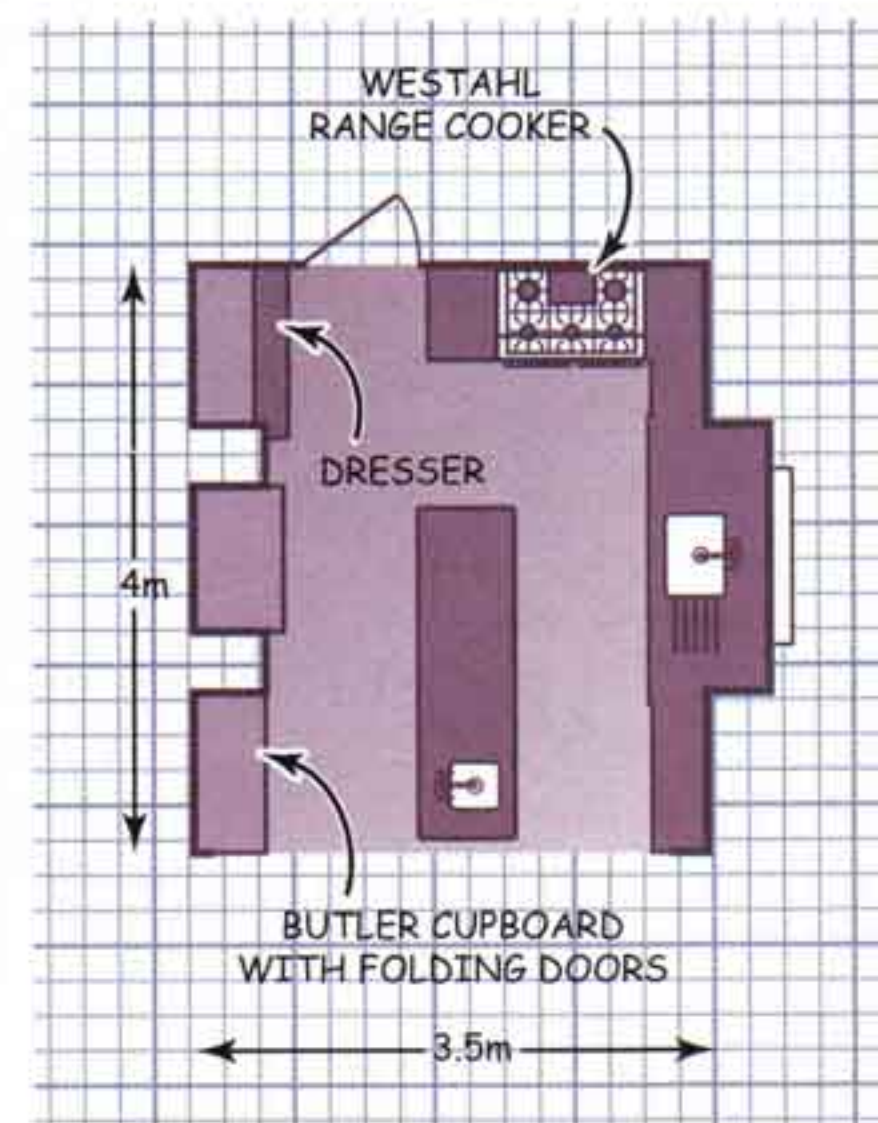 WESTAHL
RANGE COOKER
DRESSER
4m
BUTLER CUPBOARD
WITH FOLDING DOORS
3.5m